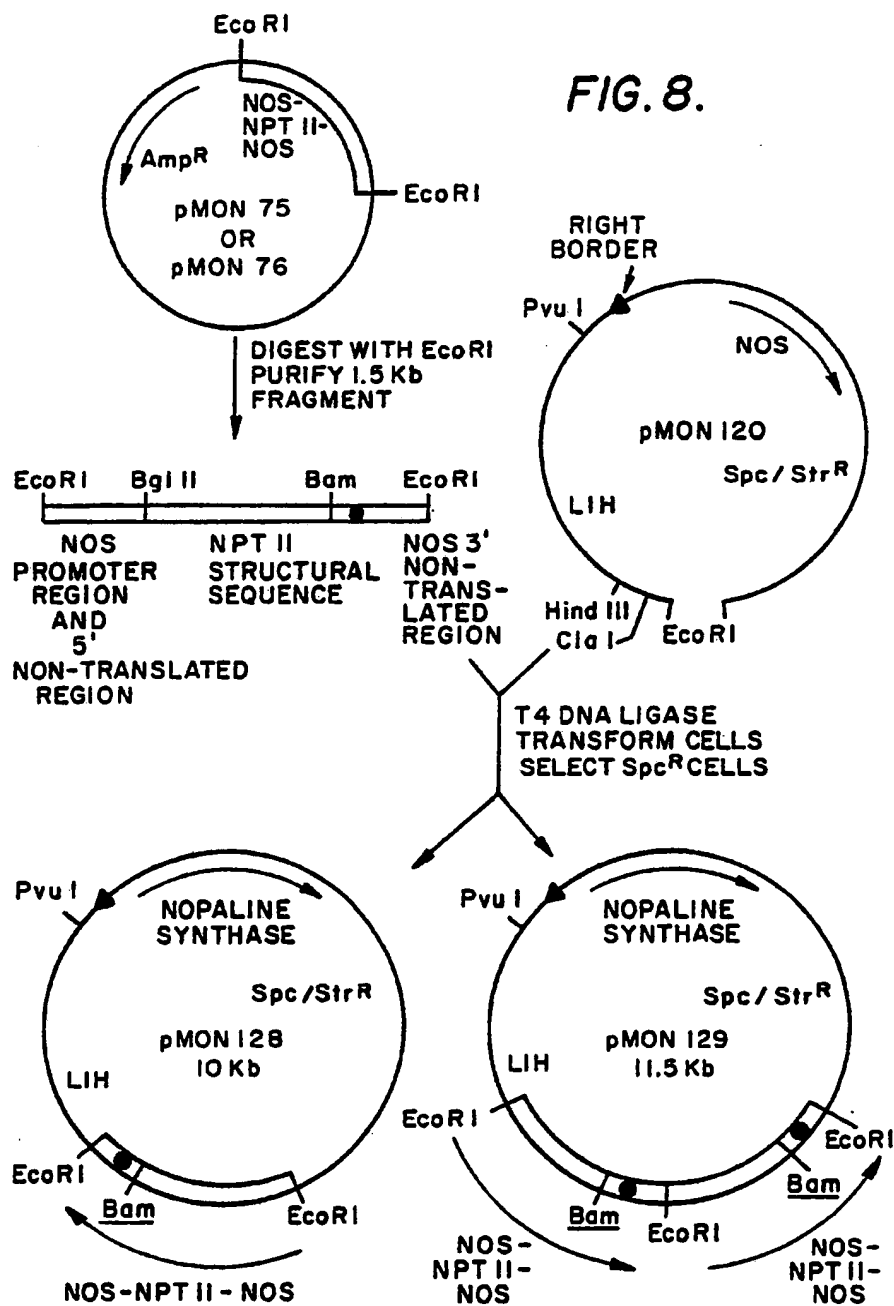 FIG. 8.
Eco RI
NOS-
NPT II-
NOS
AmpR
EcoRI
pMON 75
OR
pMON 76
DIGEST WITH EcoRI
PURIFY 1.5 Kb
FRAGMENT
RIGHT
BORDER
Pvu I
NOS
pMON 120
Spc/StrR
LIH
Hind III
Cla I
EcoRI
EcoRI
Bgl II
Bam
EcoRI
NOS
PROMOTER
REGION
AND
5'
NON-TRANSLATED
REGION
NPT II
STRUCTURAL
SEQUENCE
NOS 3'
NON-
TRANS-
LATED
REGION
T4 DNA LIGASE
TRANSFORM CELLS
SELECT SpcR CELLS
Pvu I
NOPALINE
SYNTHASE
Spc/StrR
pMON 128
10 Kb
LIH
EcoRI
Bam
EcoRI
NOS-NPT II-NOS
Pvu I
NOPALINE
SYNTHASE
Spc/StrR
pMON 129
11.5 Kb
LIH
EcoRI
Bam
EcoRI
Bam
EcoRI
NOS-
NPT II-
NOS
NOS-
NPT II-
NOS